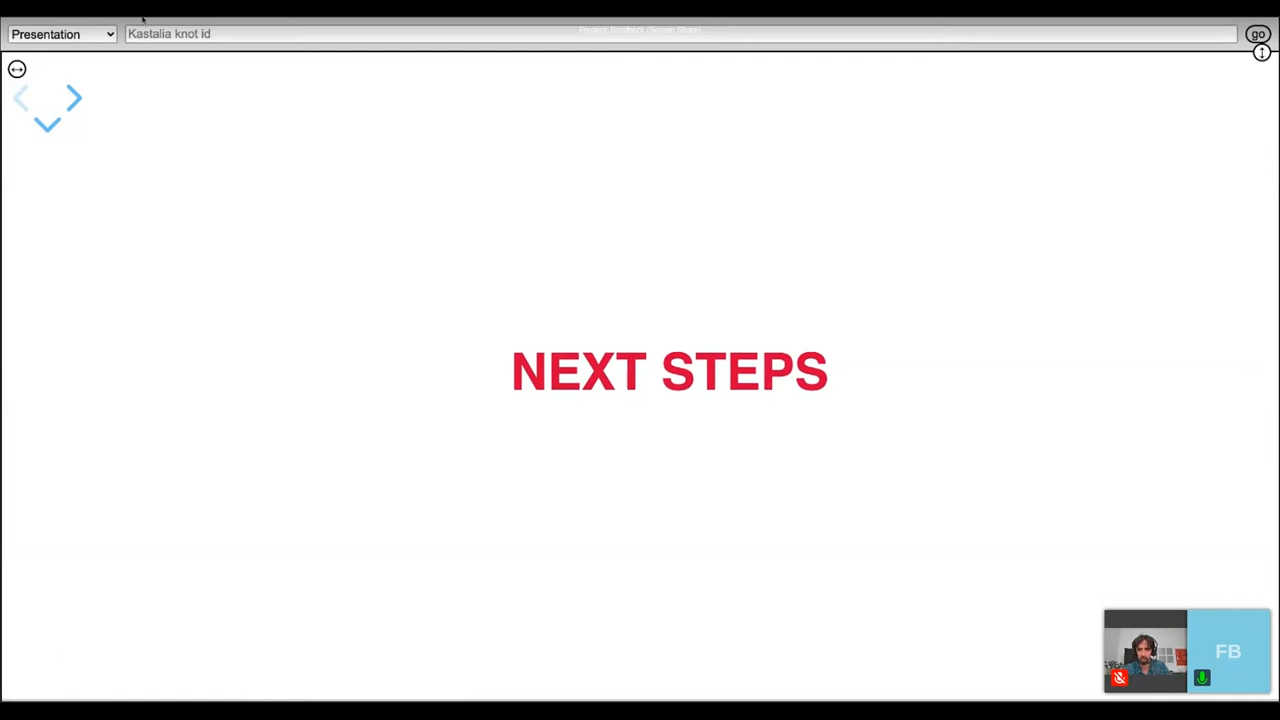 Presentation
Kastalia knot id
go
NEXT STEPS
FB